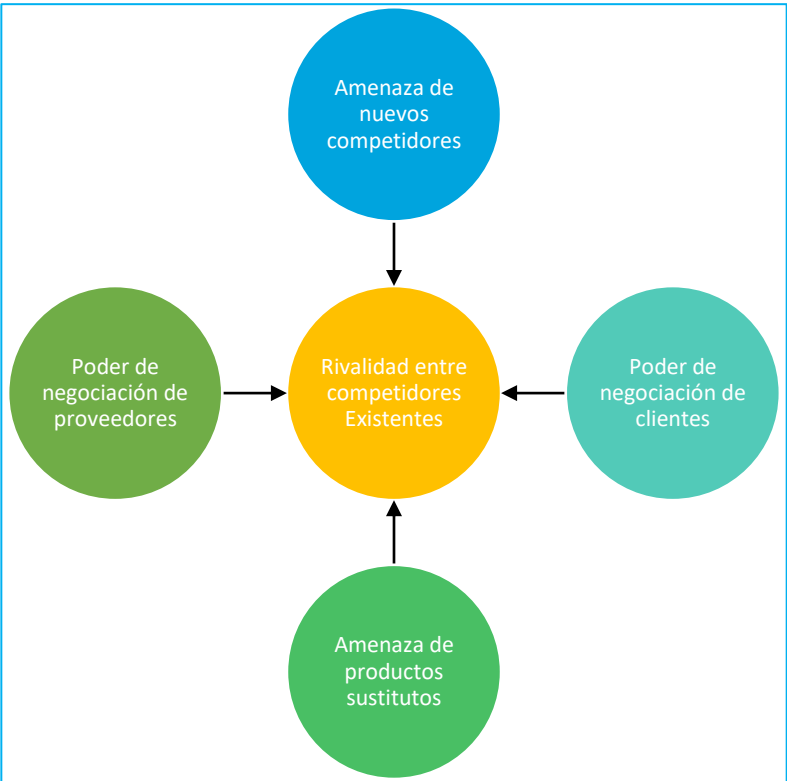 Amenaza de
nuevos
competidores
Poder de
negociación de
proveedores
Rivalidad entre
competidores
Existentes
Poder de
negociación de
clientes
Amenaza de
productos
sustitutos